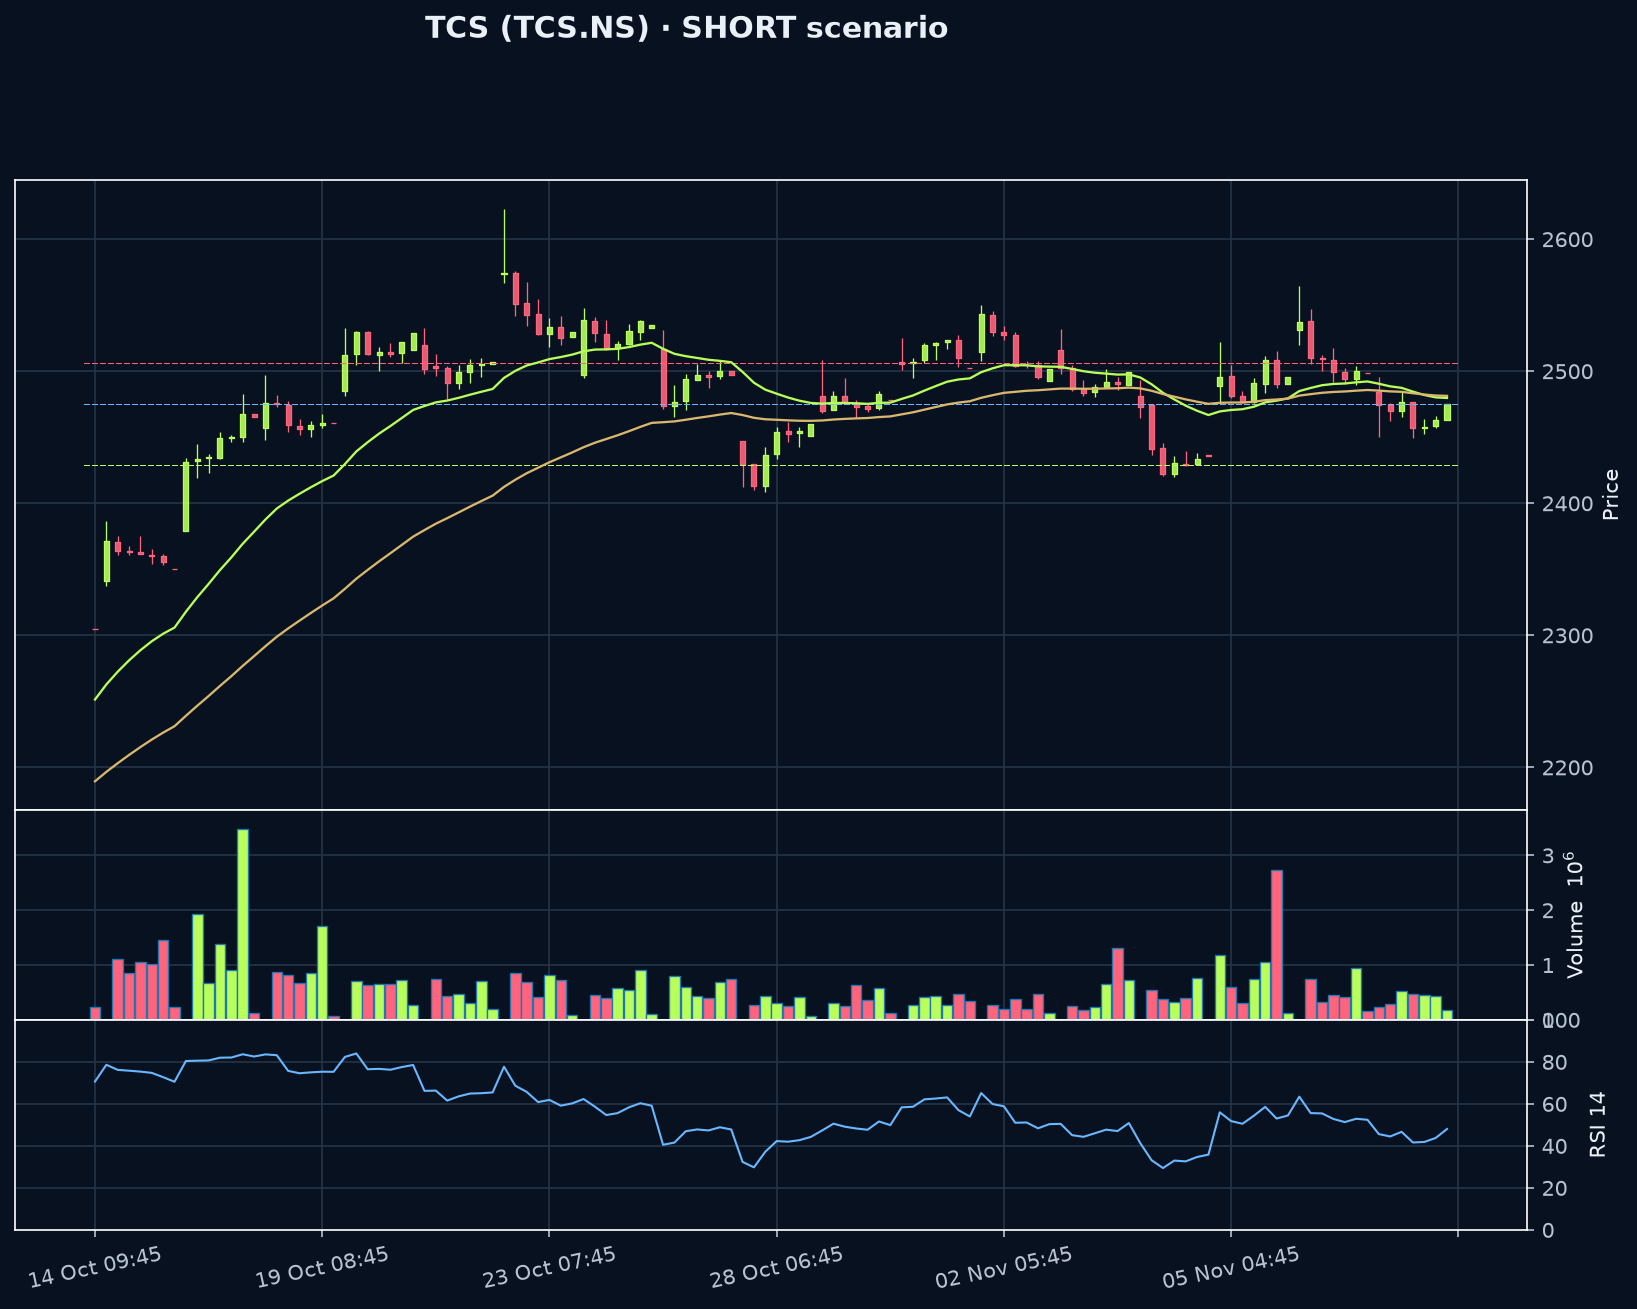 TCS (TCS.NS) · SHORT scenario
2600
2500
2400
2300
2200
Price
3
2
1
0
Volume 10⁶
100
80
60
40
20
0
RSI 14
14 Oct 09:45
19 Oct 08:45
23 Oct 07:45
28 Oct 06:45
02 Nov 05:45
05 Nov 04:45